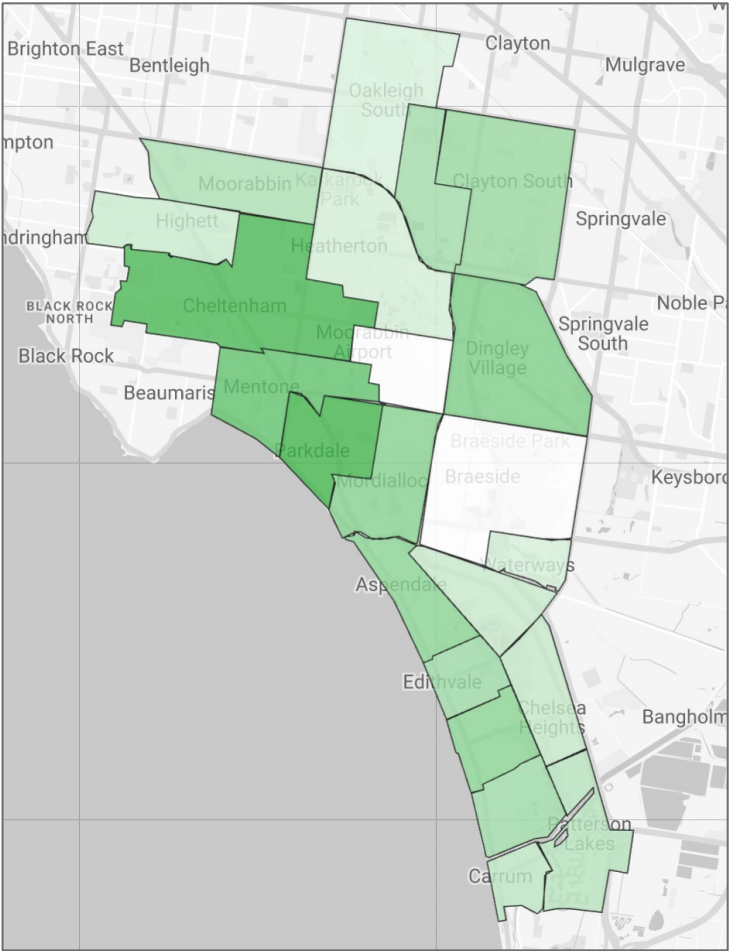 W
Brighton East
Clayton
Bentleigh
Mulgrave
Oakleigh
South
mpton
Moorabbin
Karkarook
Park
Clayton South
Highett
Springvale
ndringham
Heatherton
BLACK ROCK
NORTH
Cheltenham
Noble Pa
Moorabbin
Airport
Springvale
South
Dingley
Village
Black Rock
Beaumaris
Mentone
Parkdale
Braeside Park
Mordialloc
Braeside
Keysboro
Waterways
Aspendale
Edithvale
Chelsea
Heights
Bangholm
Patterson
Lakes
Carrum